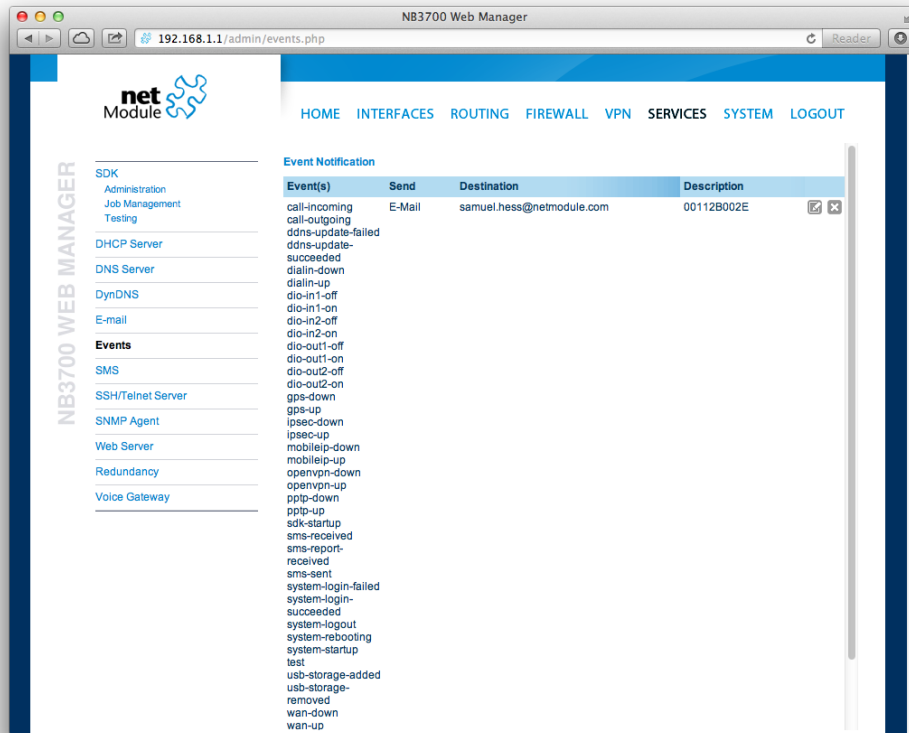 NB3700 Web Manager
192.168.1.1/admin/events.php
Reader
net
Module
HOME INTERFACES ROUTING FIREWALL VPN SERVICES SYSTEM LOGOUT
NB3700 WEB MANAGER
SDK
Administration
Job Management
Testing
DHCP Server
DNS Server
DynDNS
E-mail
Events
SMS
SSH/Telnet Server
SNMP Agent
Web Server
Redundancy
Voice Gateway
Event Notification
Event(s) Send Destination Description
call-incoming E-Mail samuel.hess@netmodule.com 00112B002E
call-outgoing
ddns-update-failed
ddns-update-
succeeded
dialin-down
dialin-up
dio-in1-off
dio-in1-on
dio-in2-off
dio-in2-on
dio-out1-off
dio-out1-on
dio-out2-off
dio-out2-on
gps-down
gps-up
ipsec-down
ipsec-up
mobileip-down
mobileip-up
openvpn-down
openvpn-up
pptp-down
pptp-up
sdk-startup
sms-received
sms-report-
received
sms-sent
system-login-failed
system-login-
succeeded
system-logout
system-rebooting
system-startup
test
usb-storage-added
usb-storage-
removed
wan-down
wan-up